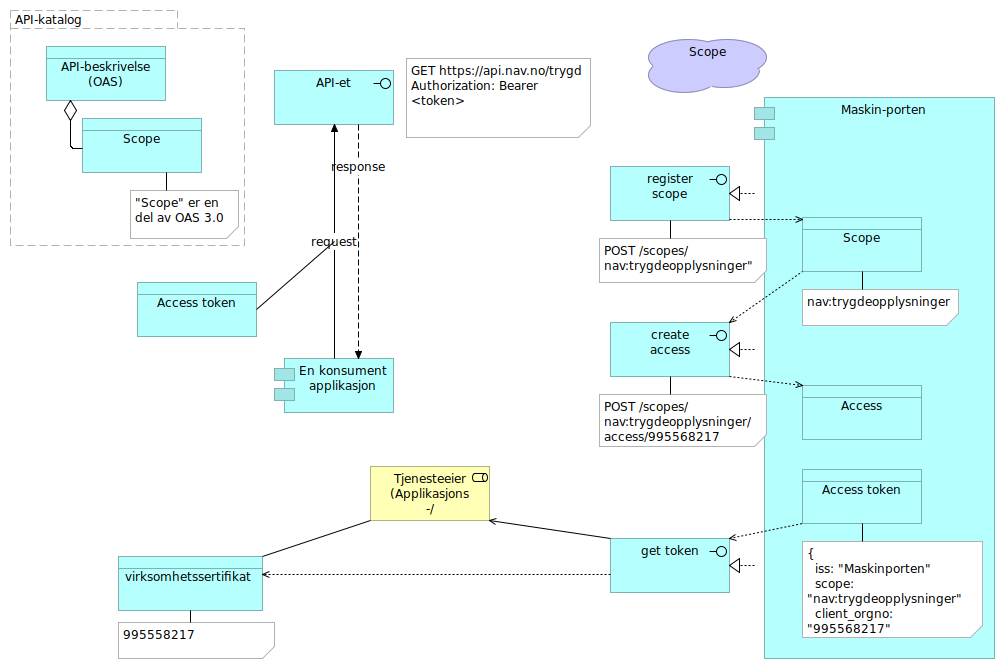 API-katalog
API-beskrivelse
(OAS)
Scope
"Scope" er en
del av OAS 3.0
API-et
GET https://api.nav.no/trygd
Authorization: Bearer
<token>
response
request
Access token
En konsument
applikasjon
Scope
Maskin-porten
register
scope
POST /scopes/
nav:trygdeopplysninger"
Scope
nav:trygdeopplysninger
create
access
POST /scopes/
nav:trygdeopplysninger/
access/995568217
Access
Tjenesteeier
(Applikasjons
-/
Access token
get token
{
iss: "Maskinporten"
scope:
"nav:trygdeopplysninger"
client_orgno:
"995568217"
virksomhetssertifikat
995558217